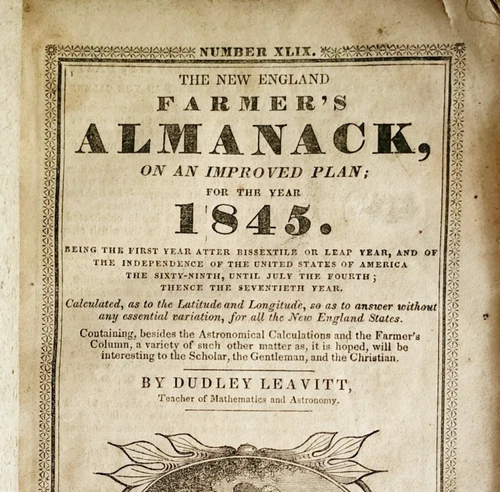 NUMBER XLIX.
THE NEW ENGLAND
FARMER'S
ALMANACK,
ON AN IMPROVED PLAN;
FOR THE YEAR
1845.
BEING THE FIRST YEAR ATTER BISSEXTILE OR LEAP YEAR, AND OF
THE INDEPENDENCE OF THE UNITED STATES OF AMERICA
THE SIXTY-NINTH, UNTIL JULY THE FOURTH;
THENCE THE SEVENTIETH YEAR.
Calculated, as to the Latitude and Longitude, so as to answer without
any essential variation, for all the New England States.
Containing, besides the Astronomical Calculations and the Farmer's
Column, a variety of such other matter as, it is hoped, will be
interesting to the Scholar, the Gentleman, and the Christian.
BY DUDLEY LEAVITT,
Teacher of Mathematics and Astronomy.